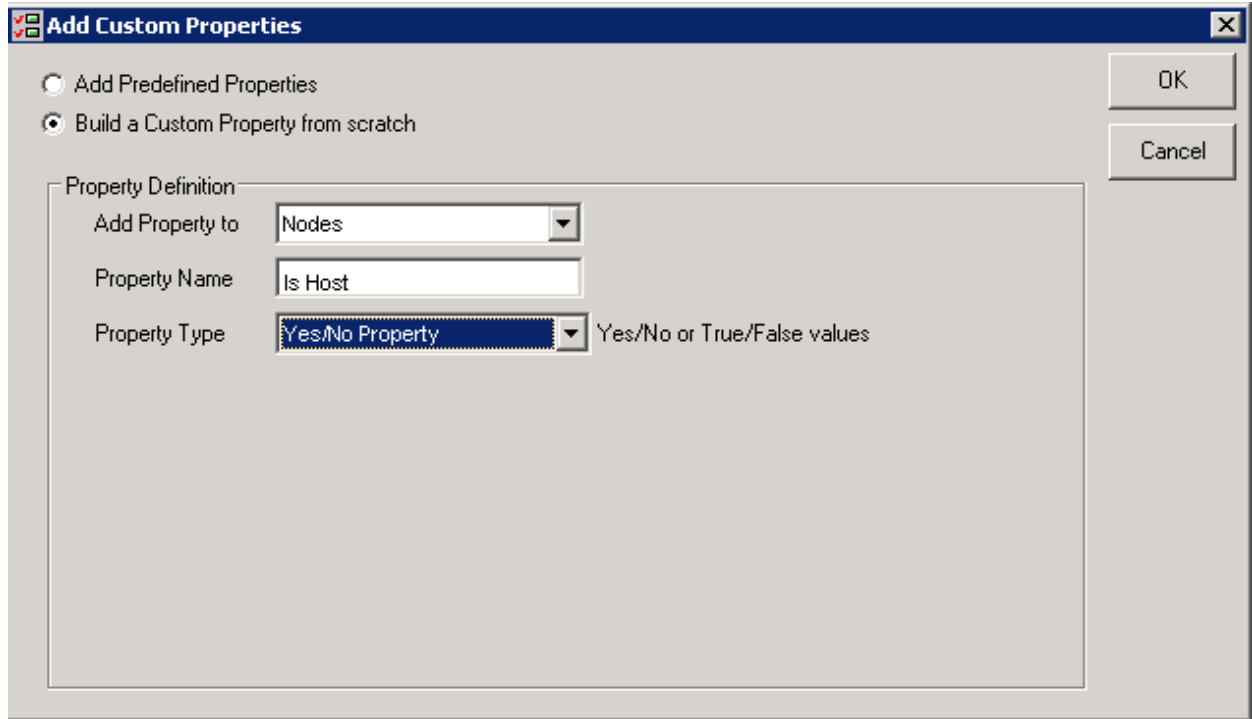 Add Custom Properties
Add Predefined Properties
OK
Build a Custom Property from scratch
Cancel
Property Definition
Add Property to Nodes
Property Name Is Host
Property Type Yes/No Property Yes/No or True/False values